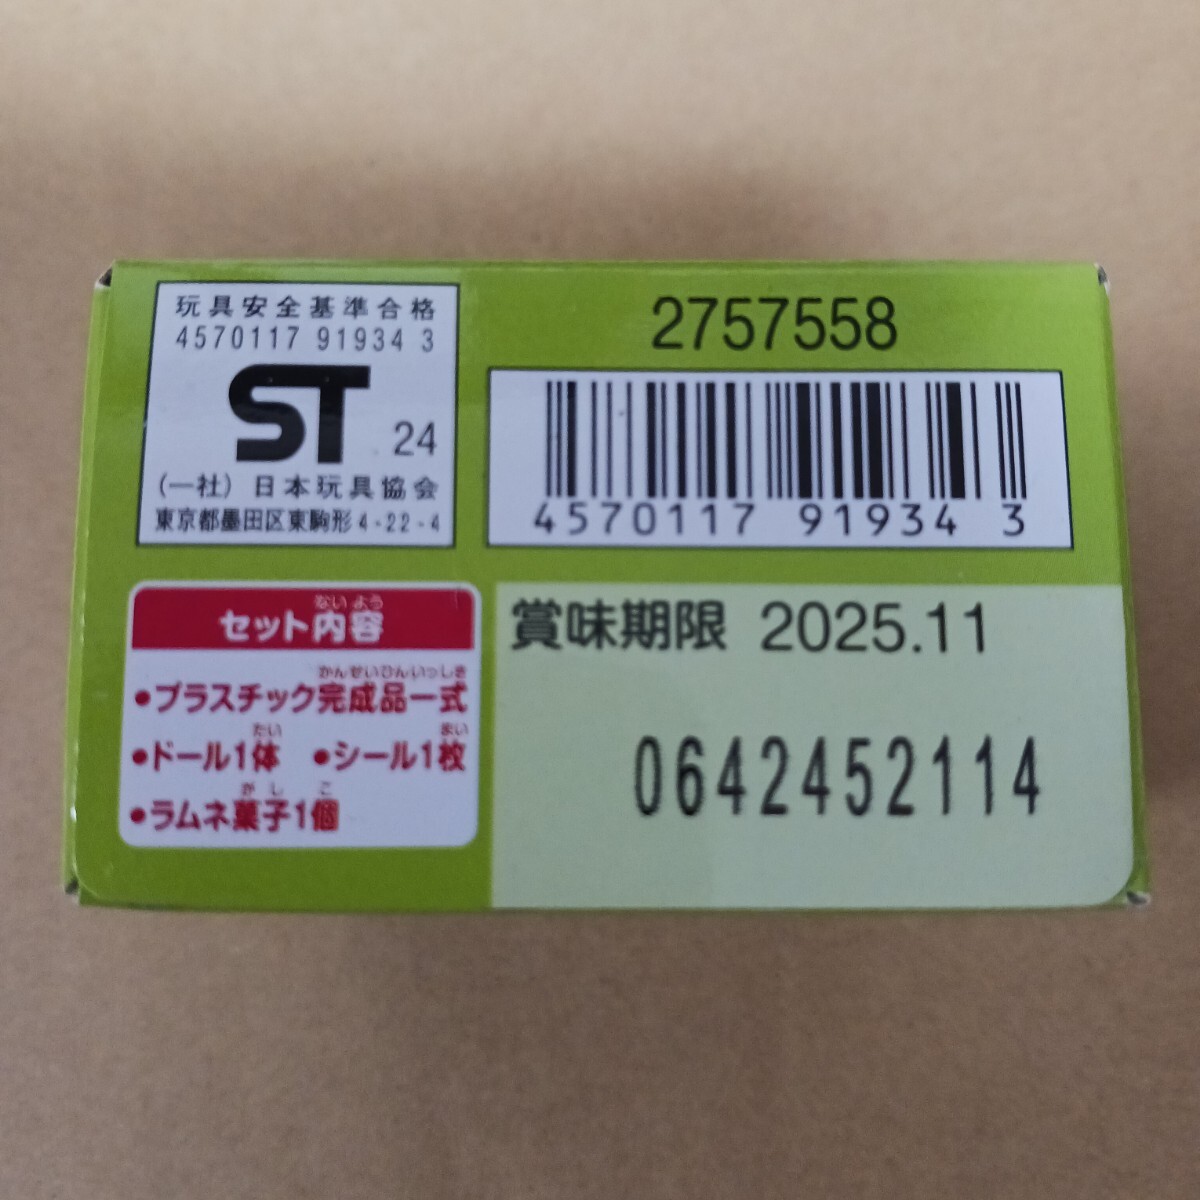 玩具安全基準合格
4570117 91934 3
ST 24
(一社) 日本玩具協会
東京都墨田区東駒形4-22-4
2757558
4570117 91934 3
ないよう
セット内容
かんせいひんいっしき
•プラスチック完成品一式
たい まい
•ドール1体 •シール1枚
がし こ
•ラムネ菓子1個
賞味期限 2025.11
0642452114